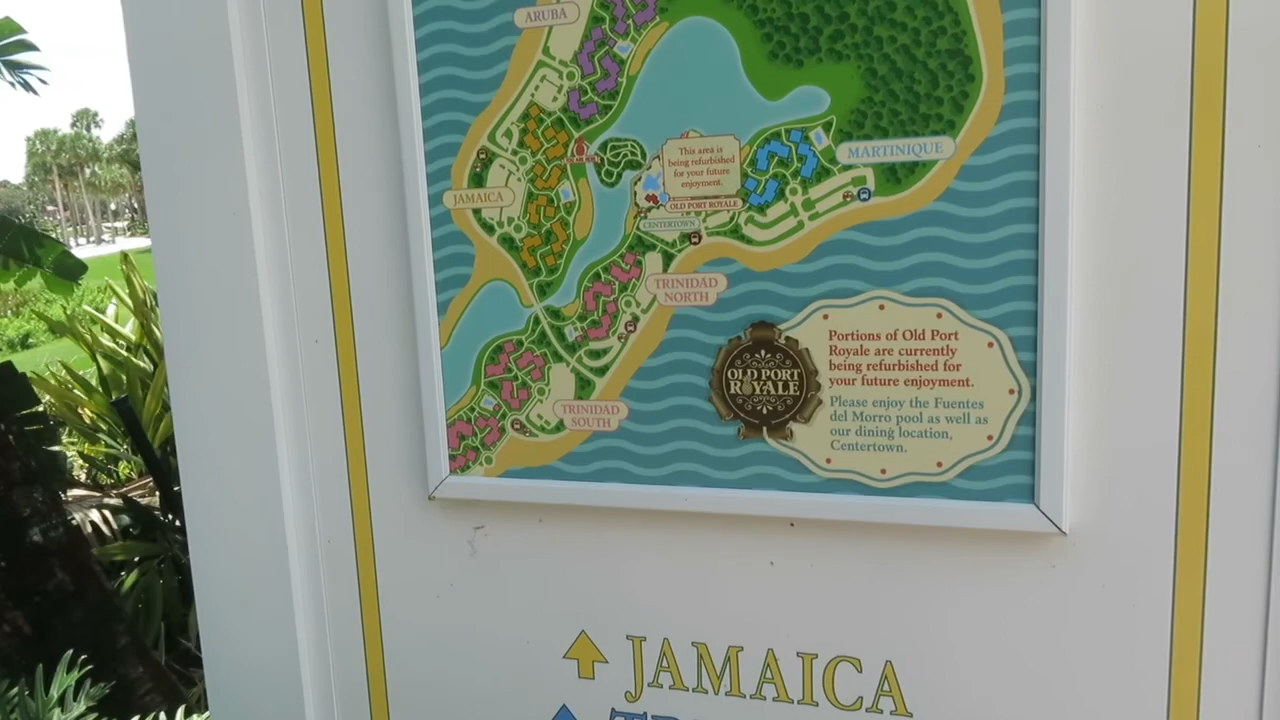 ARUBA
This area is
being refurbished
for your future
enjoyment.
MARTINIQUE
JAMAICA
OLD PORT ROYALE
CENTERTOWN
TRINIDAD
NORTH
TRINIDAD
SOUTH
OLD PORT
ROYALE
Portions of Old Port
Royale are currently
being refurbished for
your future enjoyment.
Please enjoy the Fuentes
del Morro pool as well as
our dining location,
Centertown.
JAMAICA